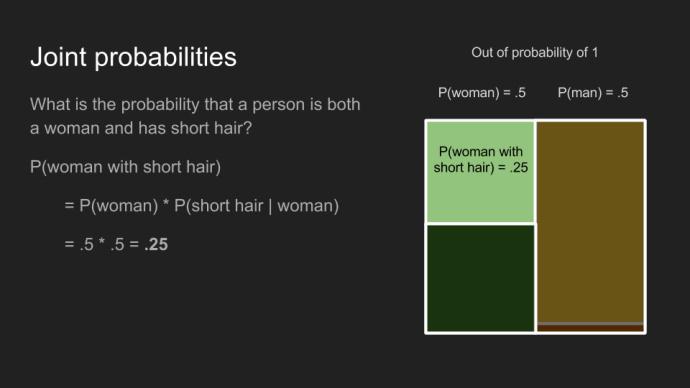 Joint probabilities
What is the probability that a person is both
a woman and has short hair?
P(woman with short hair)
= P(woman) * P(short hair | woman)
= .5 * .5 = .25
Out of probability of 1
P(woman) = .5
P(man) = .5
P(woman with
short hair) = .25